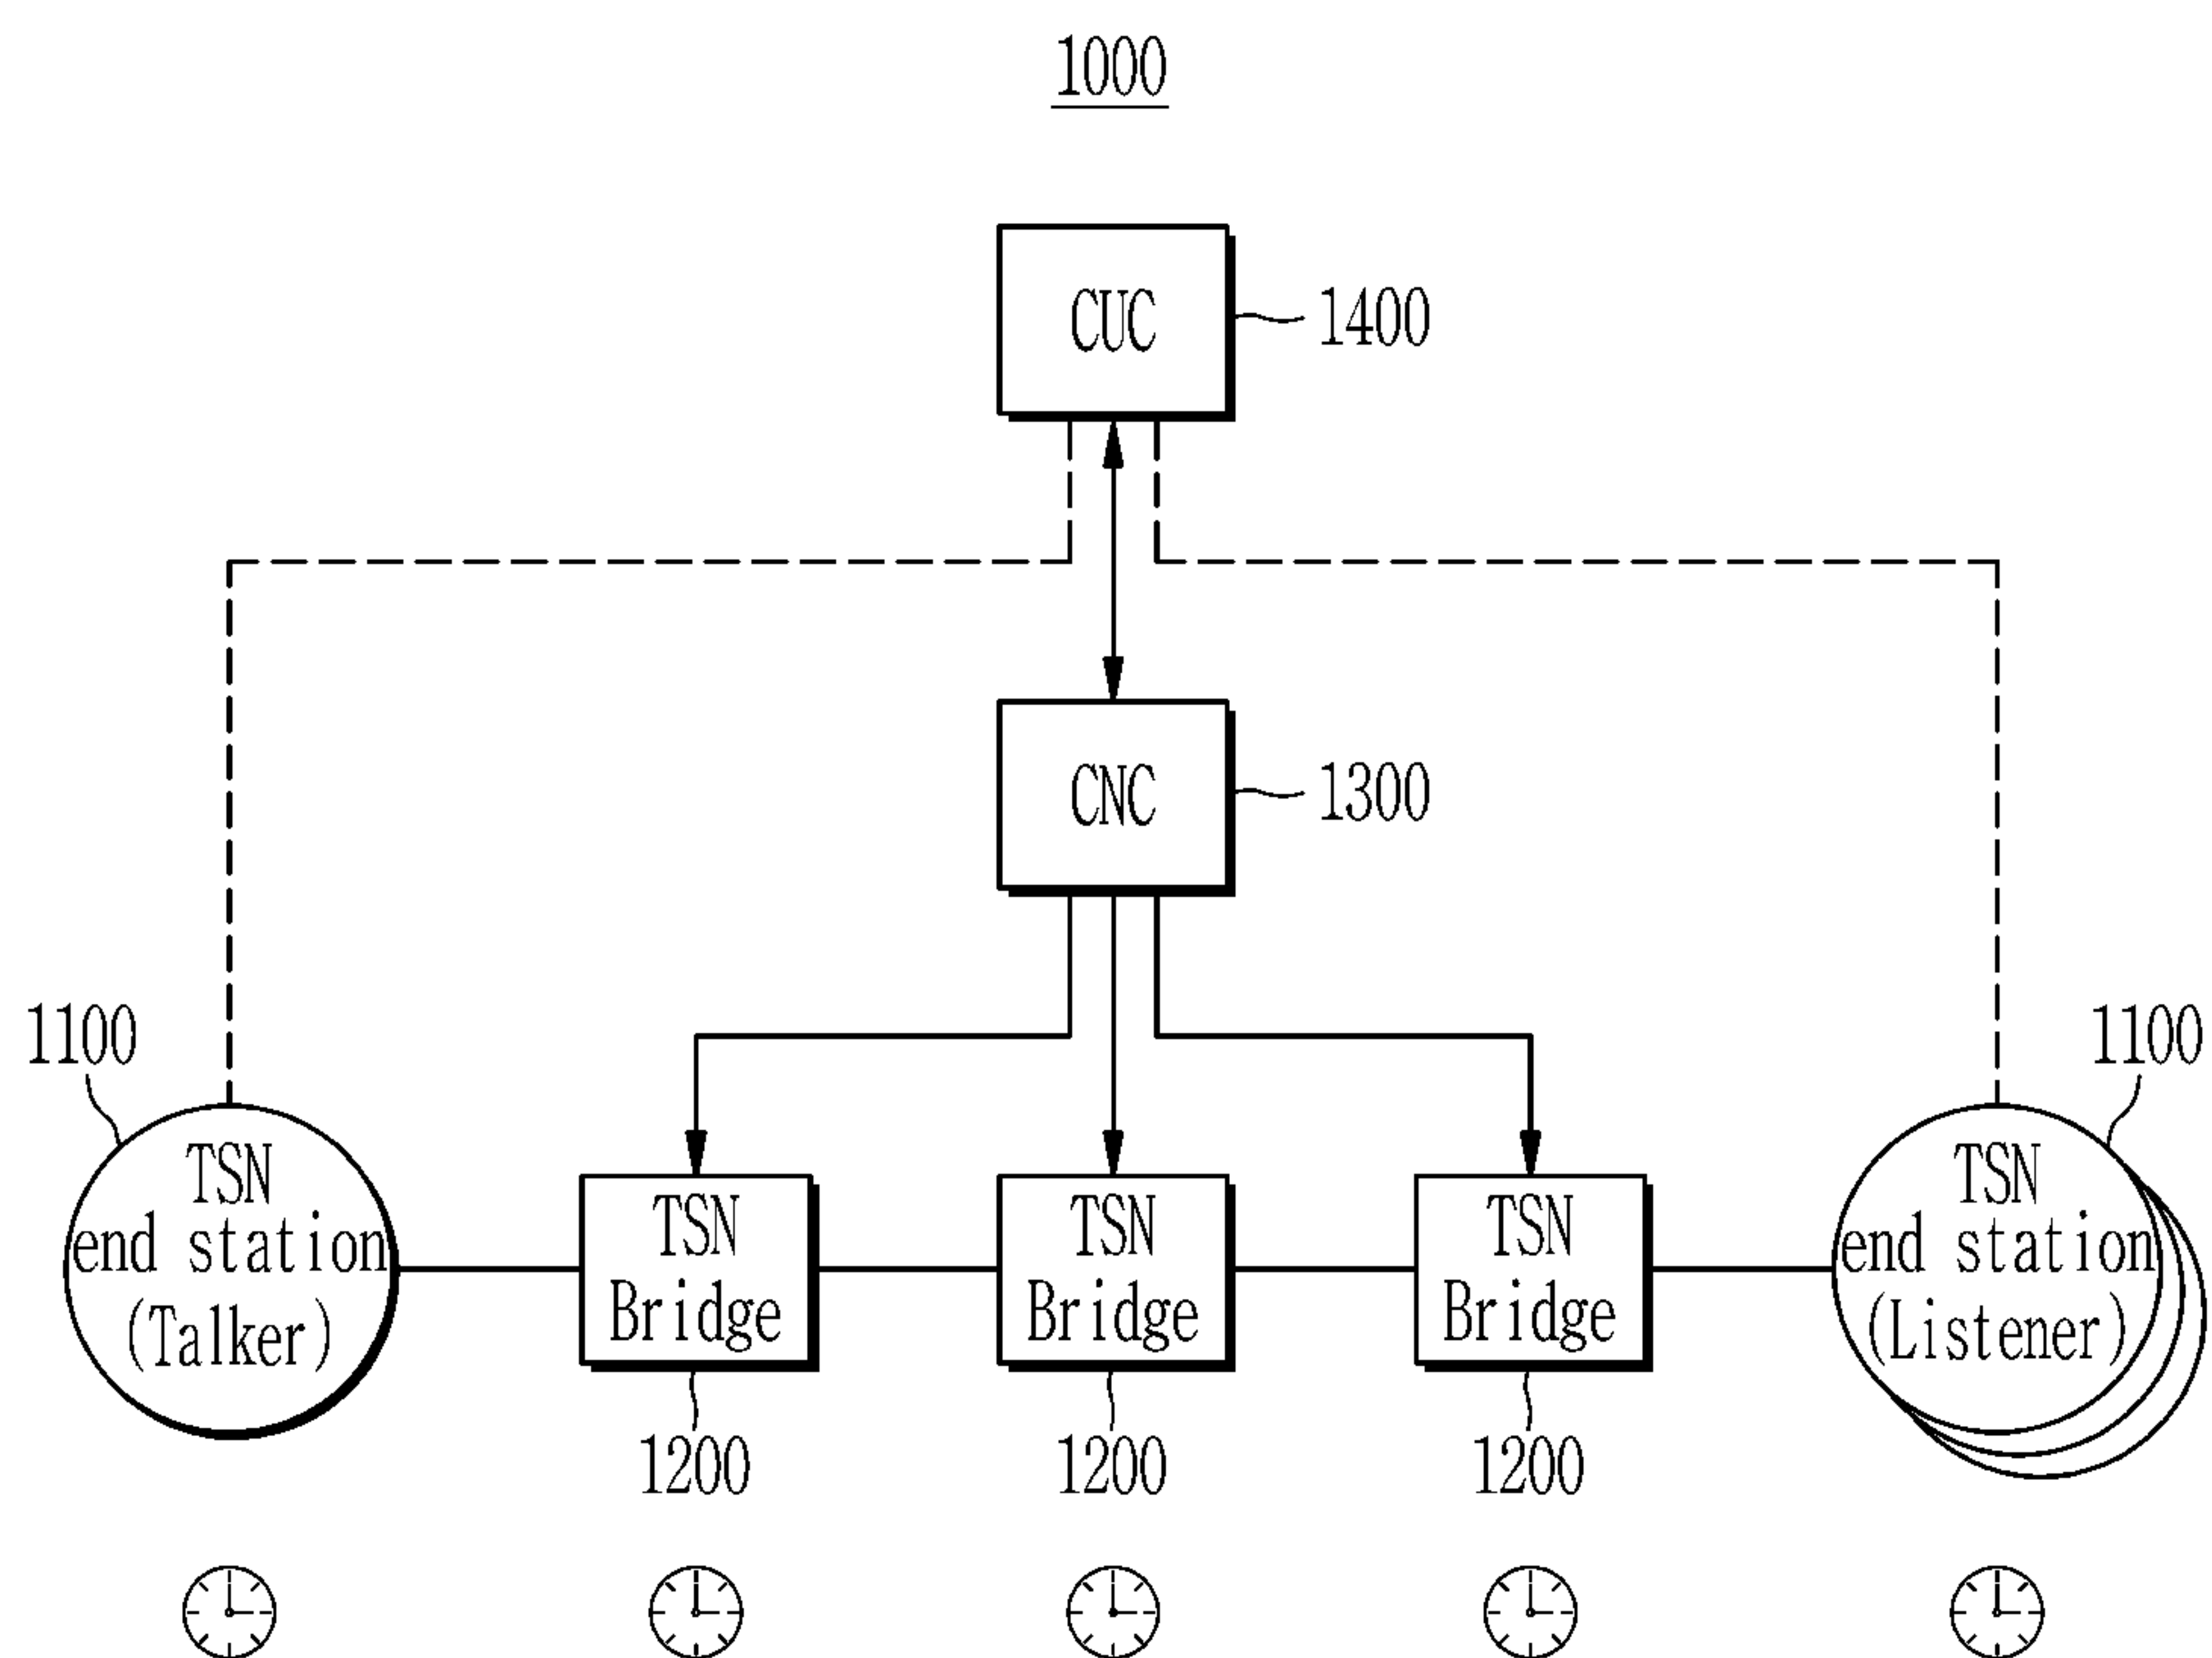 1000
CUC
1400
CNC
1300
1100
1100
TSN
end station
(Talker)
TSN
Bridge
TSN
Bridge
TSN
Bridge
TSN
end station
(Listener)
1200
1200
1200